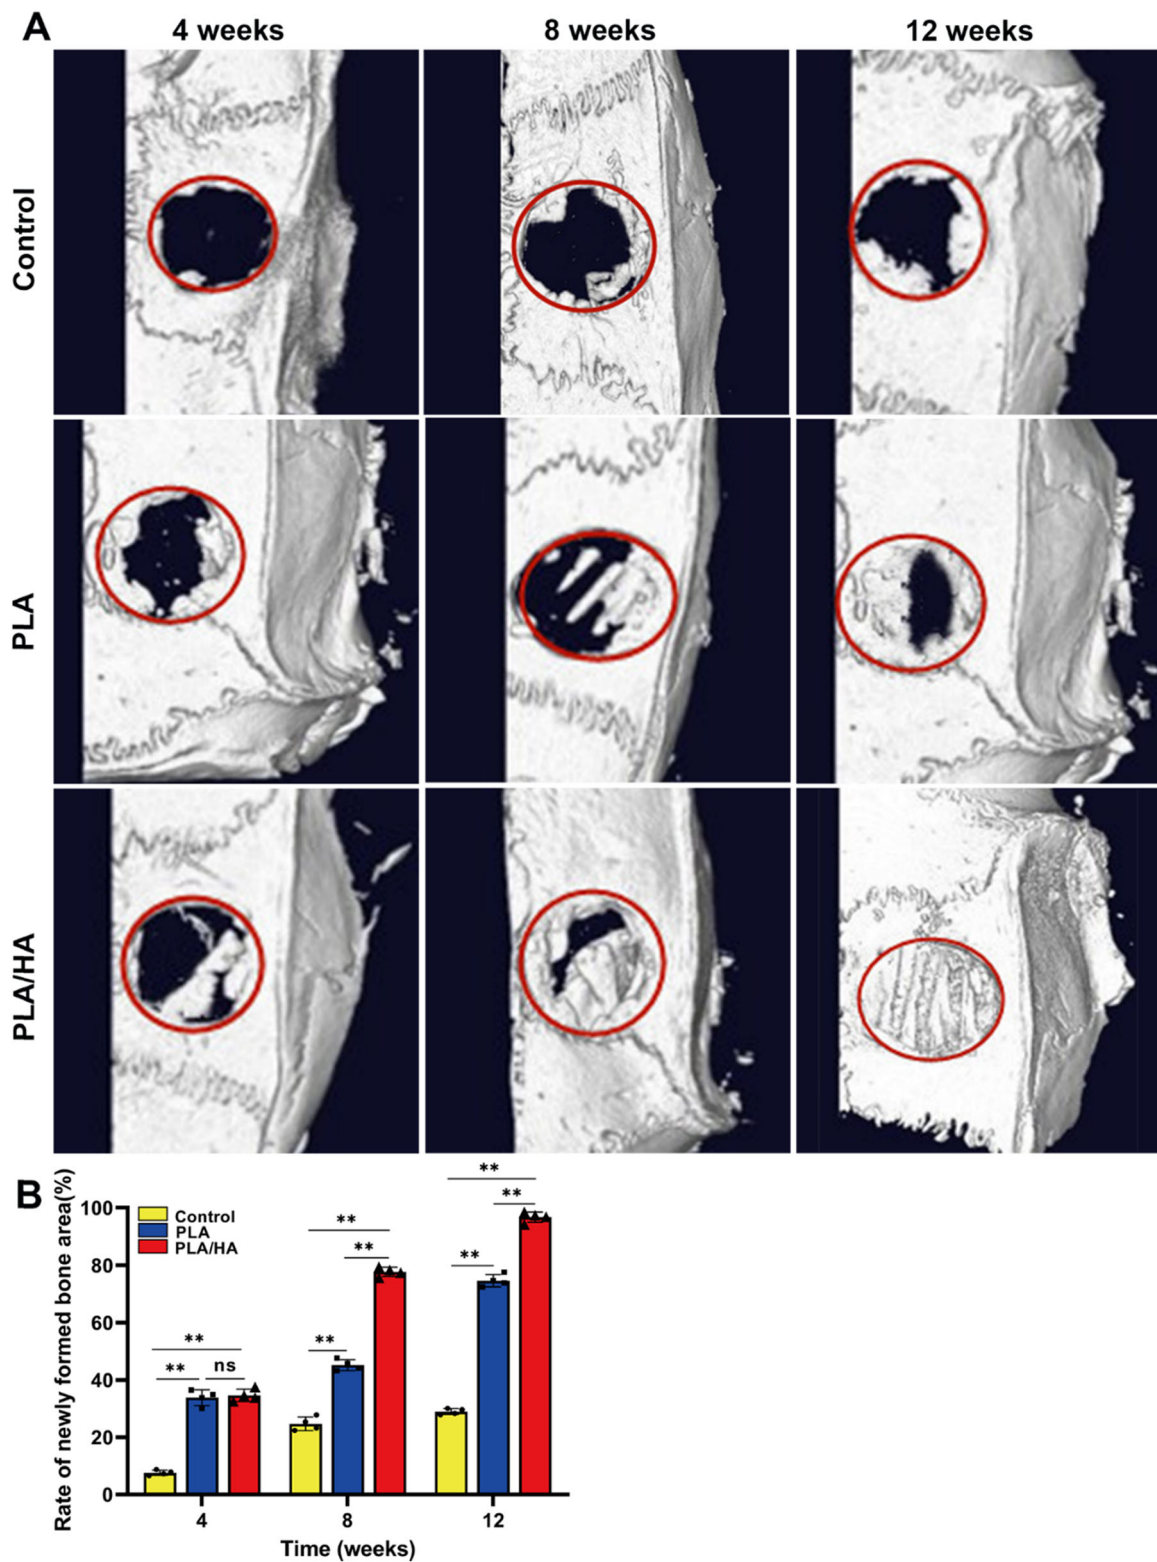 A
4 weeks
8 weeks
12 weeks
Control
PLA
PLA/HA
B
Rate of newly formed bone area(%)
100
80
60
40
20
0
Control
PLA
PLA/HA
**
**
ns
**
**
**
**
**
**
4
8
12
Time (weeks)